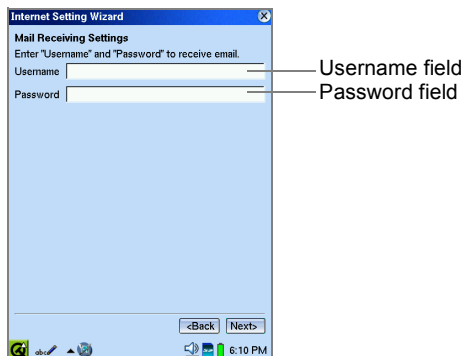 Internet Setting Wizard
Mail Receiving Settings
Enter "Username" and "Password" to receive email.
Username
Username field
Password
Password field
<Back Next>
abc 6:10 PM